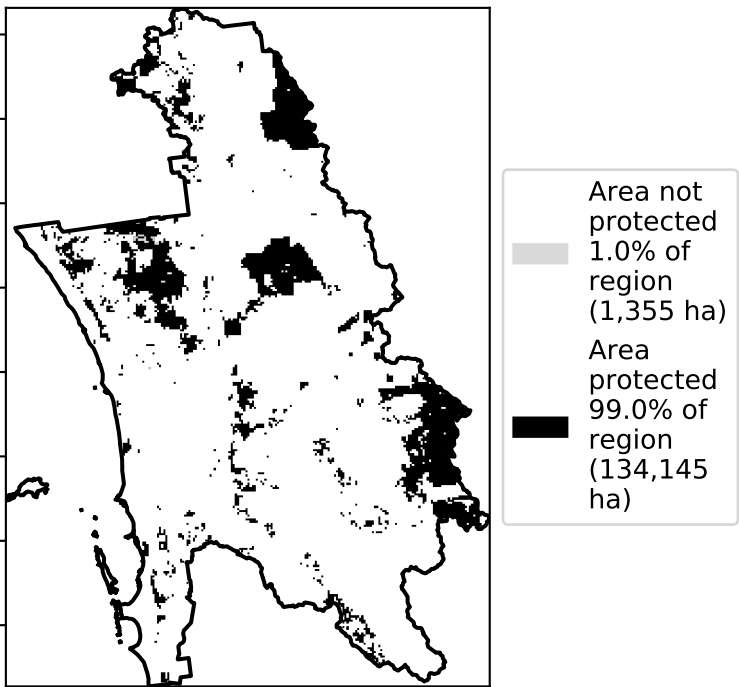 Area not
protected
1.0% of
region
(1,355 ha)
Area
protected
99.0% of
region
(134,145
ha)